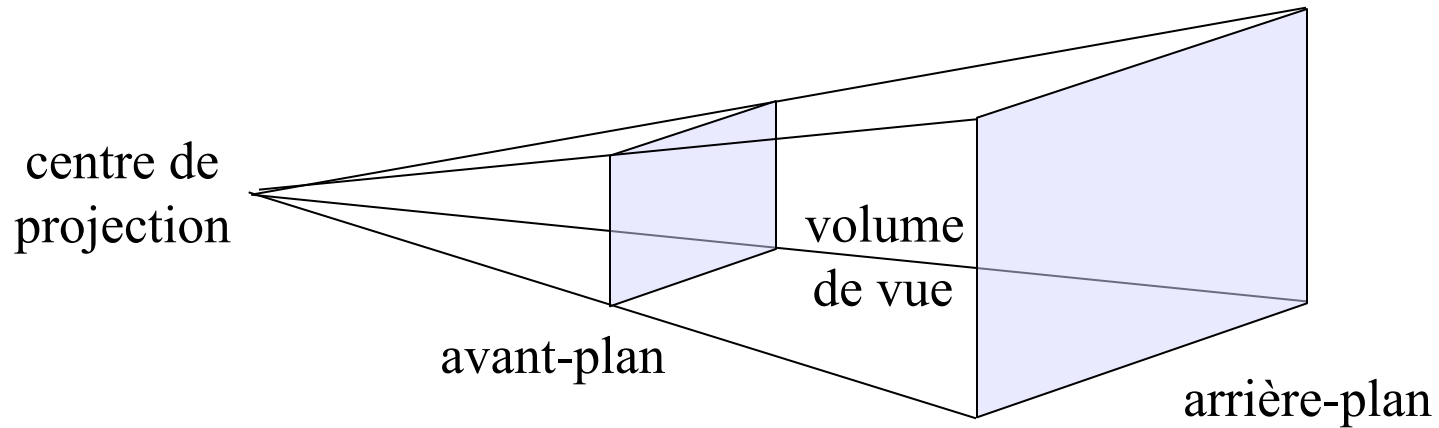 centre de
projection
volume
de vue
avant-plan
arrière-plan